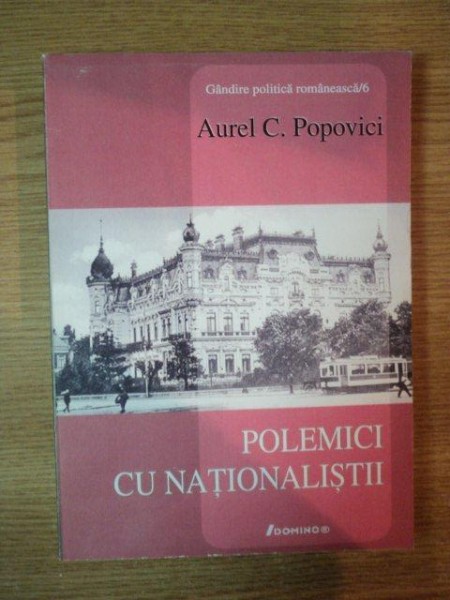 Gândire politică românească/6
Aurel C. Popovici
POLEMICI
CU NAȚIONALIȘTII
DOMINO®